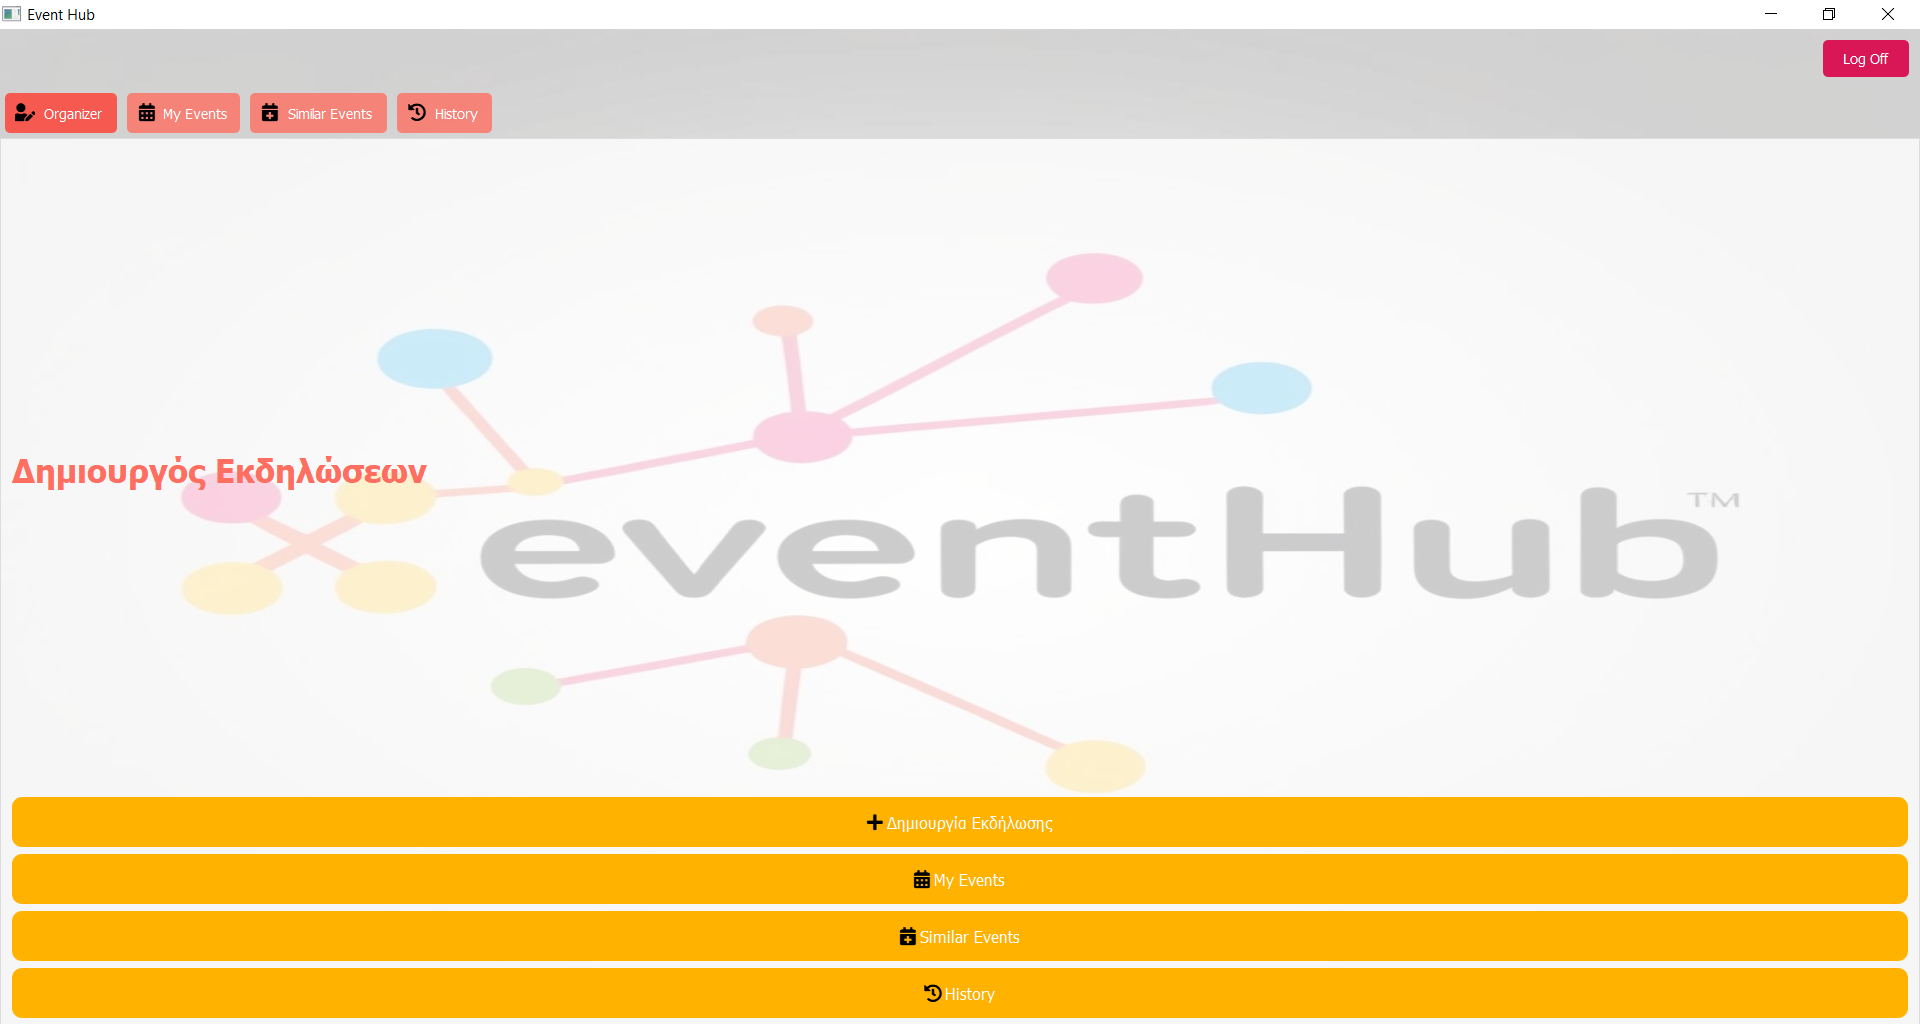 Event Hub
Log Off
Organizer My Events Similar Events History
Δημιουργός Εκδηλώσεων
eventHub™
Δημιουργία Εκδήλωσης
My Events
Similar Events
History